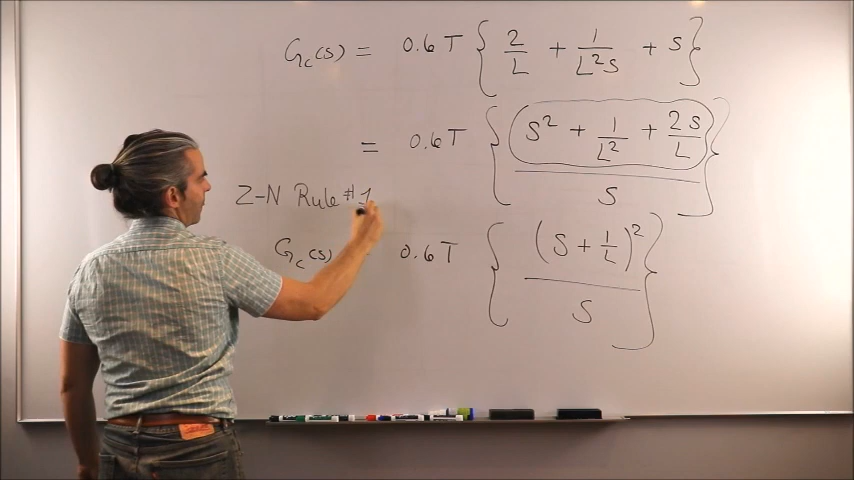 Gc(s) = 0.6T { 2/L + 1/L²s + s }
= 0.6T { (s² + 1/L² + 2s/L) / s }
Z-N Rule #1
Gc(s) 0.6T { (s + 1/L)² / s }